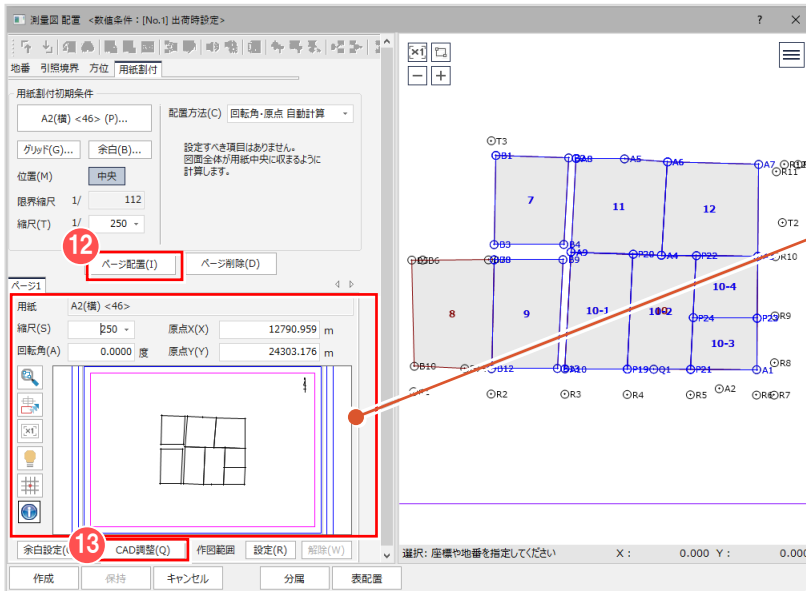 測量図 配置 <数値条件：[No.1] 出荷時設定>
地番 引照境界 方位 用紙割付
用紙割付初期条件
A2(横) <46> (P)...
配置方法(C) 回転角・原点 自動計算
グリッド(G)... 余白(B)...
設定すべき項目はありません。
図面全体が用紙中央に収まるように
計算します。
位置(M) 中央
限界縮尺 1/ 112
縮尺(T) 1/ 250
12
ページ配置(I) ページ削除(D)
ページ1
用紙 A2(横) <46>
縮尺(S) 250 原点X(X) 12790.959 m
回転角(A) 0.0000 度 原点Y(Y) 24303.176 m
13
余白設定( CAD調整(Q) 作図範囲 設定(R) 解除(W)
作成 保持 キャンセル 分属 表配置
T3
B1 A8 A5 A6 A7
R11
7 11 12
T2
B3 B4 A9 P20 A4 P22 R10
B6 B8 B9
10-4
8 9 10-1 10-2
P24 P23 R9
10-3
B10 B12 A10 P19 Q1 P21 A1 R8
R2 R3 R4 R5 A2 R6 R7
選択: 座標や地番を指定してください X : 0.000 Y : 0.000